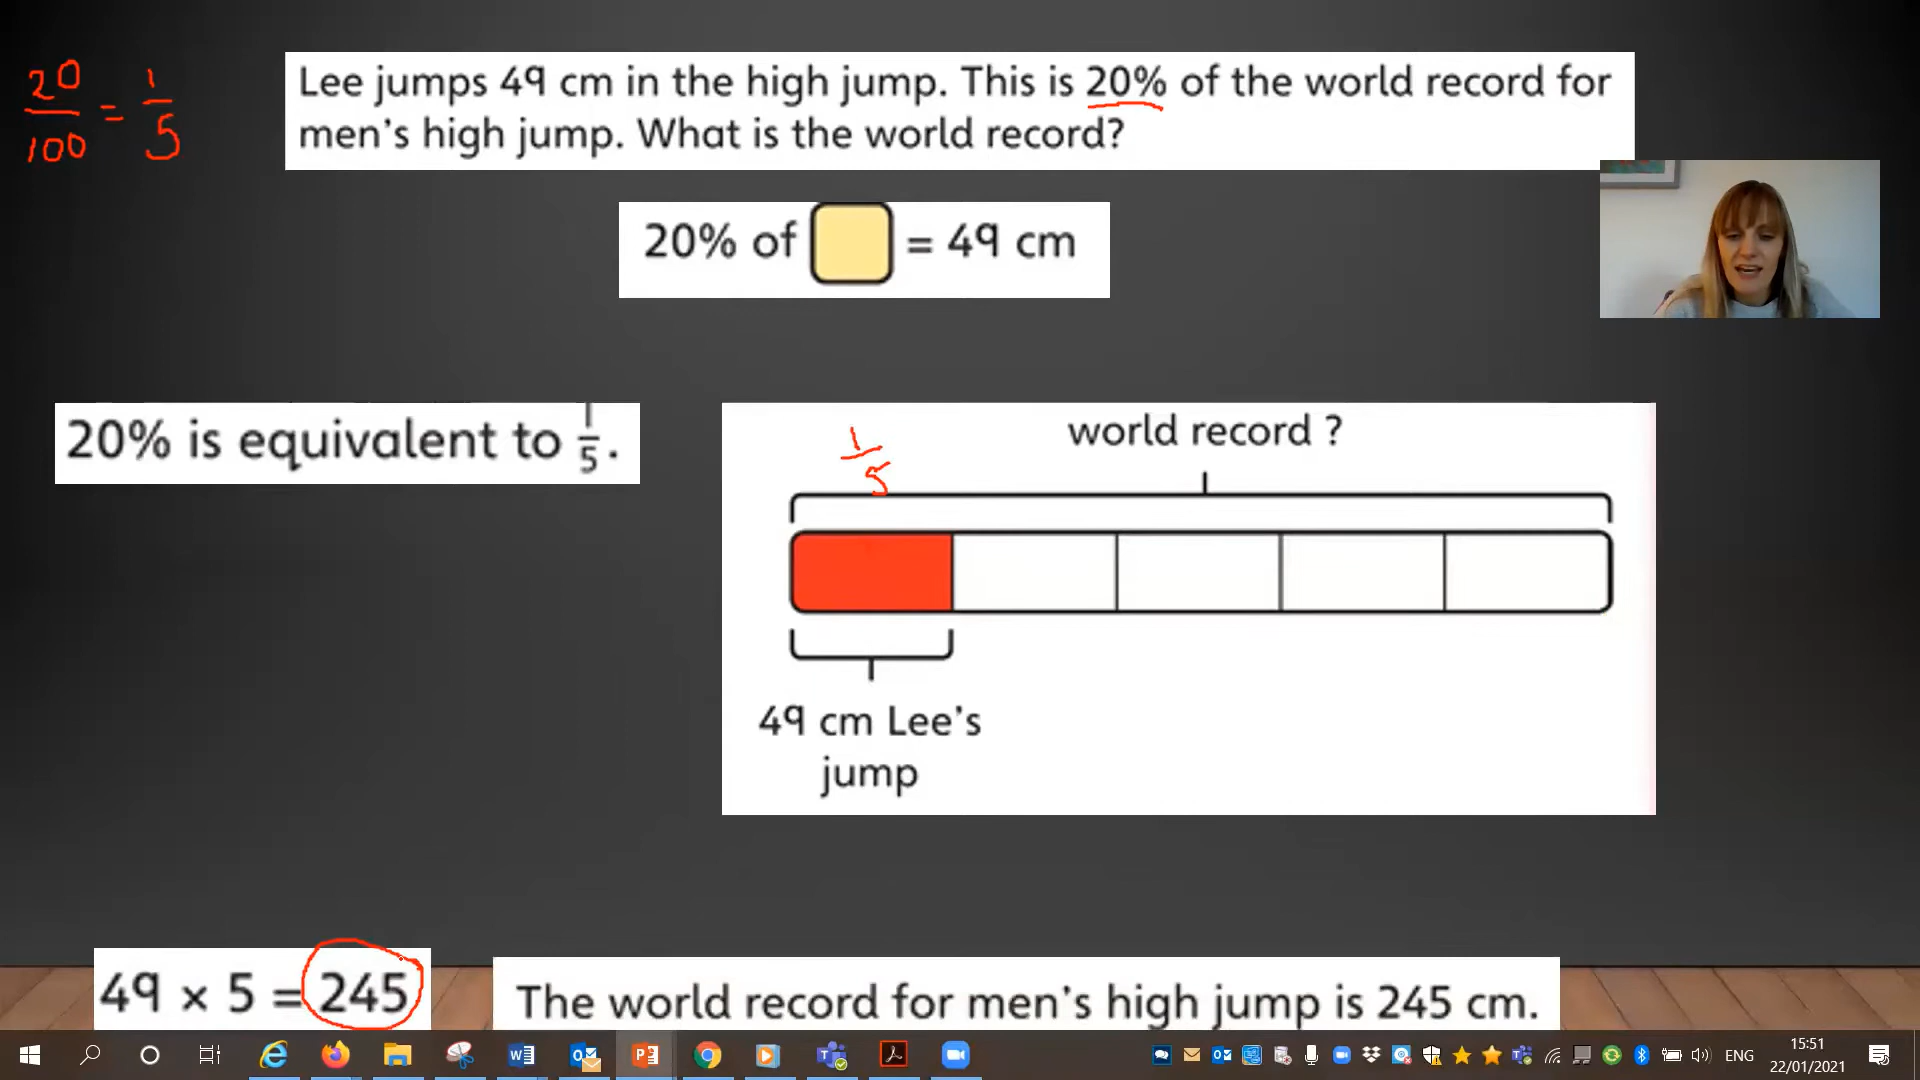 20
100
=
1
5
Lee jumps 49 cm in the high jump. This is 20% of the world record for
men's high jump. What is the world record?
20% of = 49 cm
20% is equivalent to 1/5.
1
5
world record ?
49 cm Lee's
jump
49 × 5 = 245
The world record for men's high jump is 245 cm.
ENG
15:51
22/01/2021